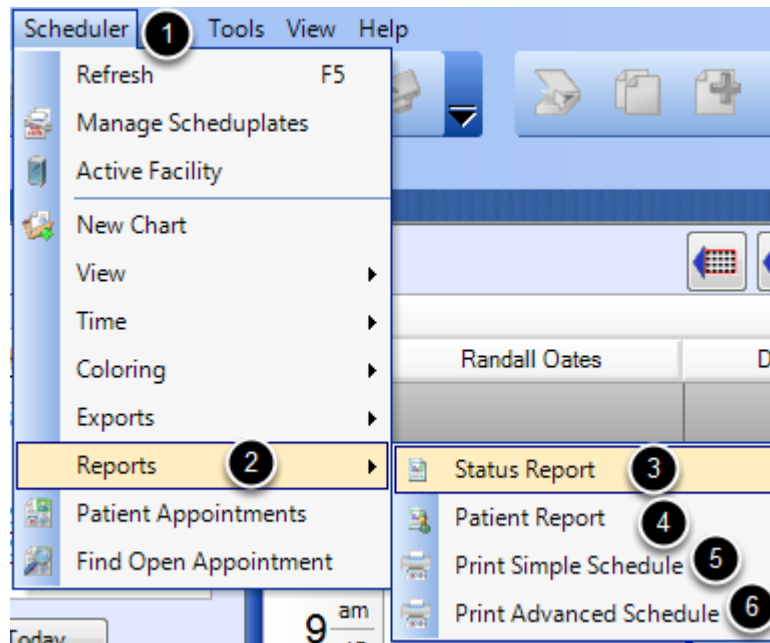 Scheduler 1 Tools View Help
Refresh F5
Manage Scheduplates
Active Facility
New Chart
View
Time
Coloring
Exports
Reports 2
Patient Appointments
Find Open Appointment
Randall Oates
Status Report 3
Patient Report 4
Print Simple Schedule 5
Print Advanced Schedule 6
9 am
Today